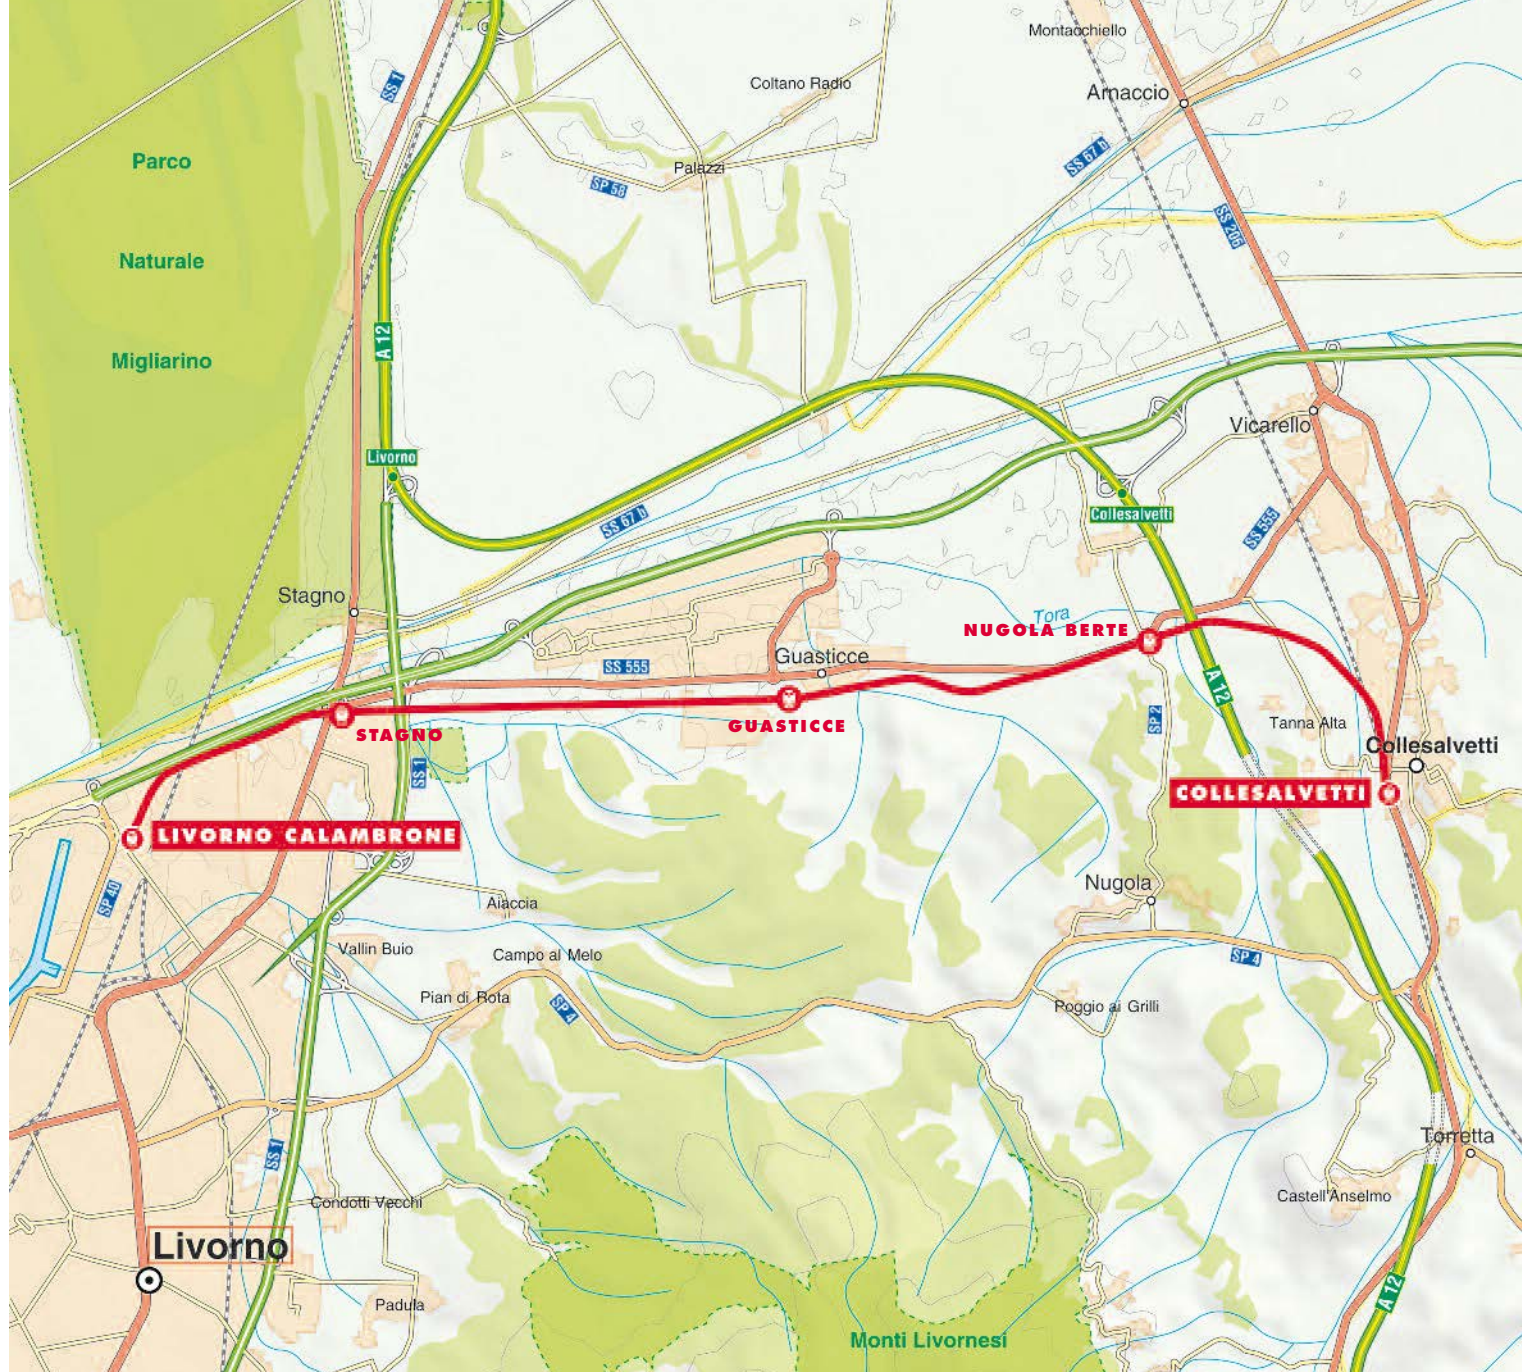 Montacchiello
SS 1
Coltano Radio
Arnaccio
Parco
SS 67 b
Palazzi
SP 58
SS 206
Naturale
A 12
Migliarino
Vicarello
Livorno
Collesalvetti
SS 67 b
SS 555
Stagno
Tora
NUGOLA BERTE
Guasticce
SS 555
A 12
STAGNO
GUASTICCE
SP 2
Tanna Alta
Collesalvetti
SS 1
COLLESALVETTI
LIVORNO CALAMBRONE
Nugola
SP 40
Aiaccia
Vallin Buio
Campo al Melo
SP 4
Pian di Rota
SP 4
Poggio ai Grilli
Torretta
SS 1
Castell'Anselmo
Condotti Vecchi
Livorno
A 12
Padula
Monti Livornesi